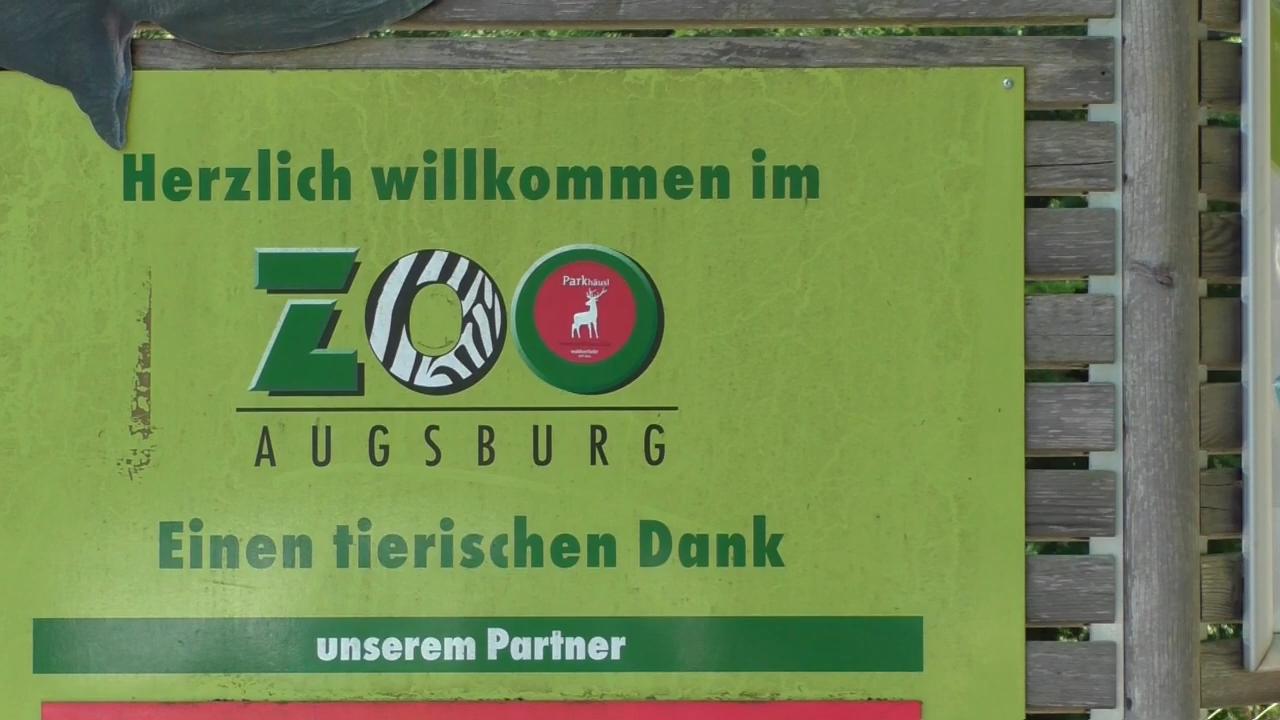 Herzlich willkommen im
ZOO
Parkhäusl
AUGSBURG
Einen tierischen Dank
unserem Partner